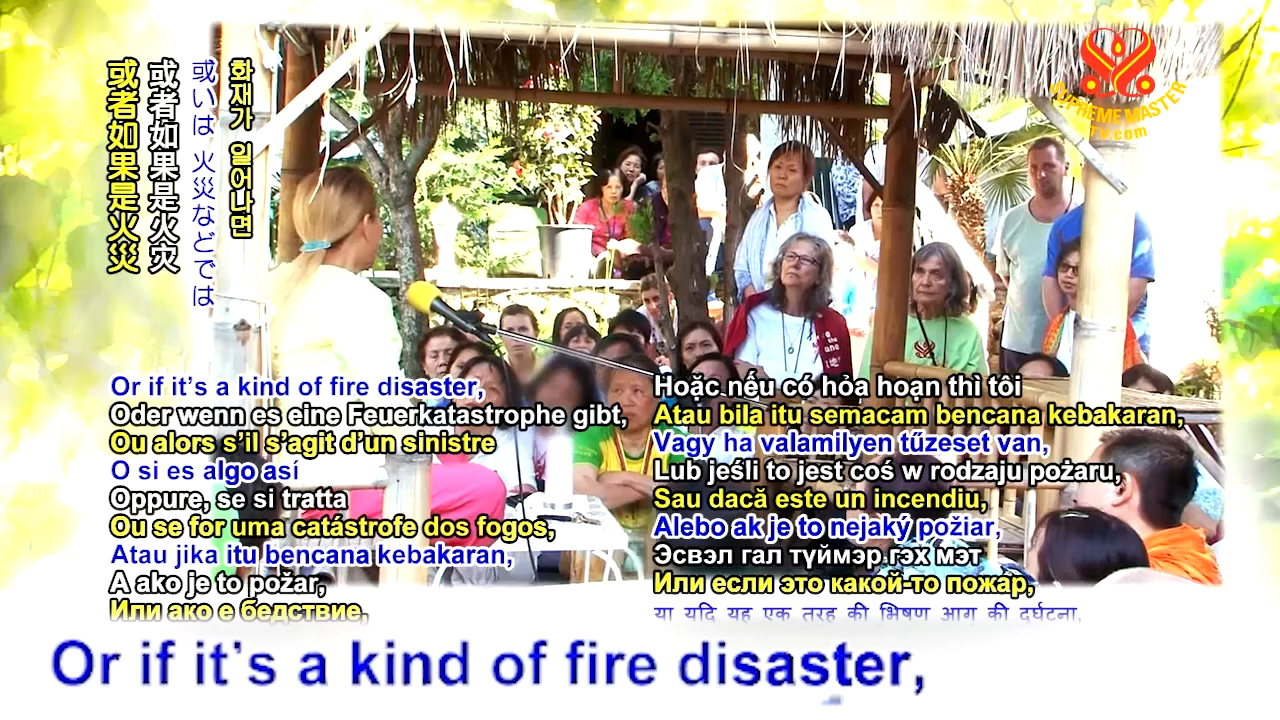 SUPREME MASTER
TV.com
화재가 일어나면
或いは 火災などでは
或者如果是火灾
或者如果是火災
Or if it's a kind of fire disaster,
Oder wenn es eine Feuerkatastrophe gibt,
Ou alors s'il s'agit d'un sinistre
O si es algo así
Oppure, se si tratta
Ou se for uma catástrofe dos fogos,
Atau jika itu bencana kebakaran,
A ako je to požar,
Или ако е бедствие,
Hoặc nếu có hỏa hoạn thì tôi
Atau bila itu semacam bencana kebakaran,
Vagy ha valamilyen tűzeset van,
Lub jeśli to jest coś w rodzaju pożaru,
Sau dacă este un incendiu,
Alebo ak je to nejaký požiar,
Эсвэл гал түймэр гэх мэт
Или если это какой-то пожар,
या यदि यह एक तरह की भिषण आग की दुर्घटना,
Or if it's a kind of fire disaster,